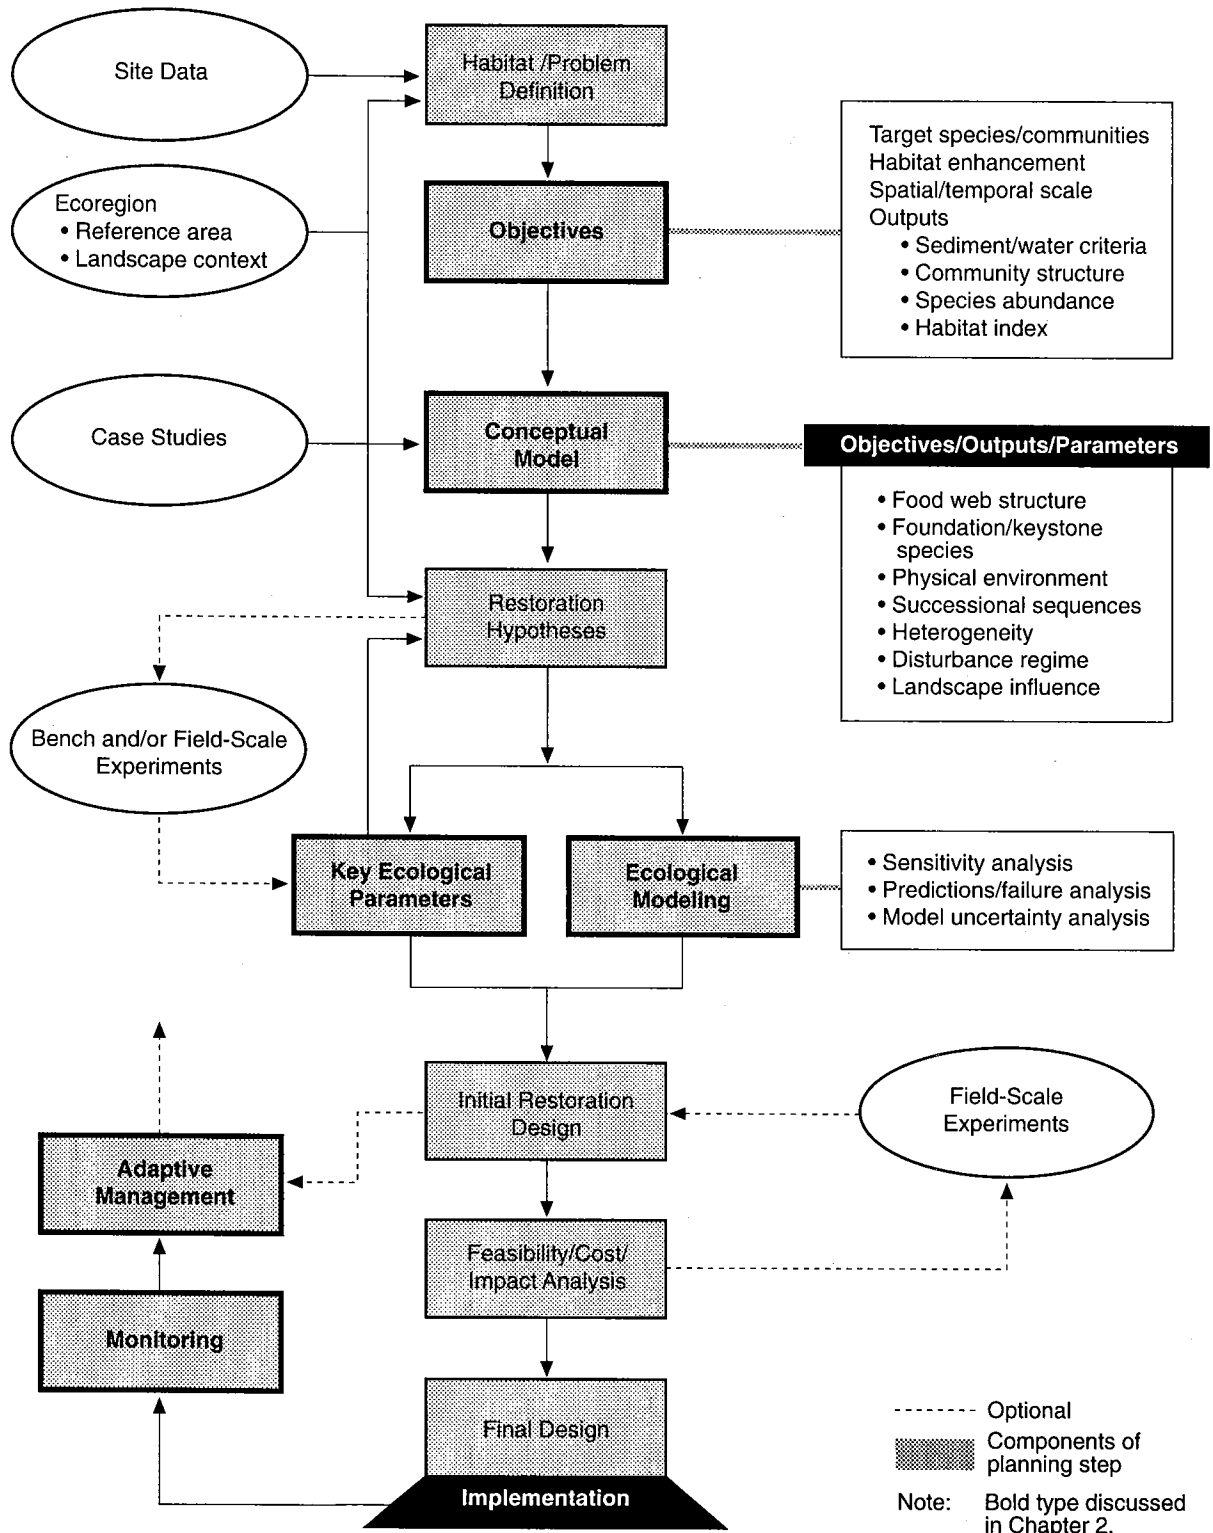 Site Data
Habitat /Problem
Definition
Ecoregion
• Reference area
• Landscape context
Objectives
Target species/communities
Habitat enhancement
Spatial/temporal scale
Outputs
• Sediment/water criteria
• Community structure
• Species abundance
• Habitat index
Case Studies
Conceptual
Model
Objectives/Outputs/Parameters
• Food web structure
• Foundation/keystone
species
• Physical environment
• Successional sequences
• Heterogeneity
• Disturbance regime
• Landscape influence
Restoration
Hypotheses
Bench and/or Field-Scale
Experiments
Key Ecological
Parameters
Ecological
Modeling
• Sensitivity analysis
• Predictions/failure analysis
• Model uncertainty analysis
Initial Restoration
Design
Field-Scale
Experiments
Adaptive
Management
Feasibility/Cost/
Impact Analysis
Monitoring
Final Design
Implementation
Optional
Components of
planning step
Note: Bold type discussed
in Chapter 2.